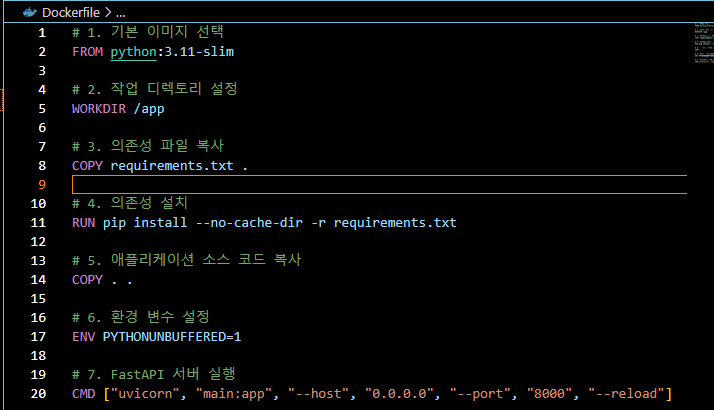 Dockerfile > ...
1 # 1. 기본 이미지 선택
2 FROM python:3.11-slim
3
4 # 2. 작업 디렉토리 설정
5 WORKDIR /app
6
7 # 3. 의존성 파일 복사
8 COPY requirements.txt .
9
10 # 4. 의존성 설치
11 RUN pip install --no-cache-dir -r requirements.txt
12
13 # 5. 애플리케이션 소스 코드 복사
14 COPY . .
15
16 # 6. 환경 변수 설정
17 ENV PYTHONUNBUFFERED=1
18
19 # 7. FastAPI 서버 실행
20 CMD ["uvicorn", "main:app", "--host", "0.0.0.0", "--port", "8000", "--reload"]